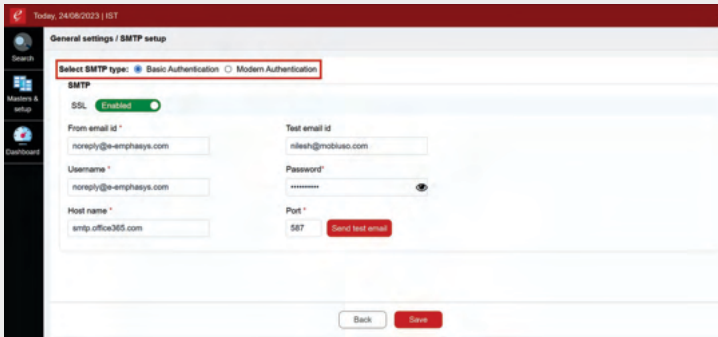 Today, 24/08/2023 | IST
General settings / SMTP setup
Search
Masters &
setup
Dashboard
Select SMTP type: Basic Authentication Modern Authentication
SMTP
SSL Enabled
From email id * Test email id
noreply@e-emphasys.com nilesh@mobiuso.com
Username * Password*
noreply@e-emphasys.com ••••••••••
Host name * Port *
smtp.office365.com 587 Send test email
Back Save